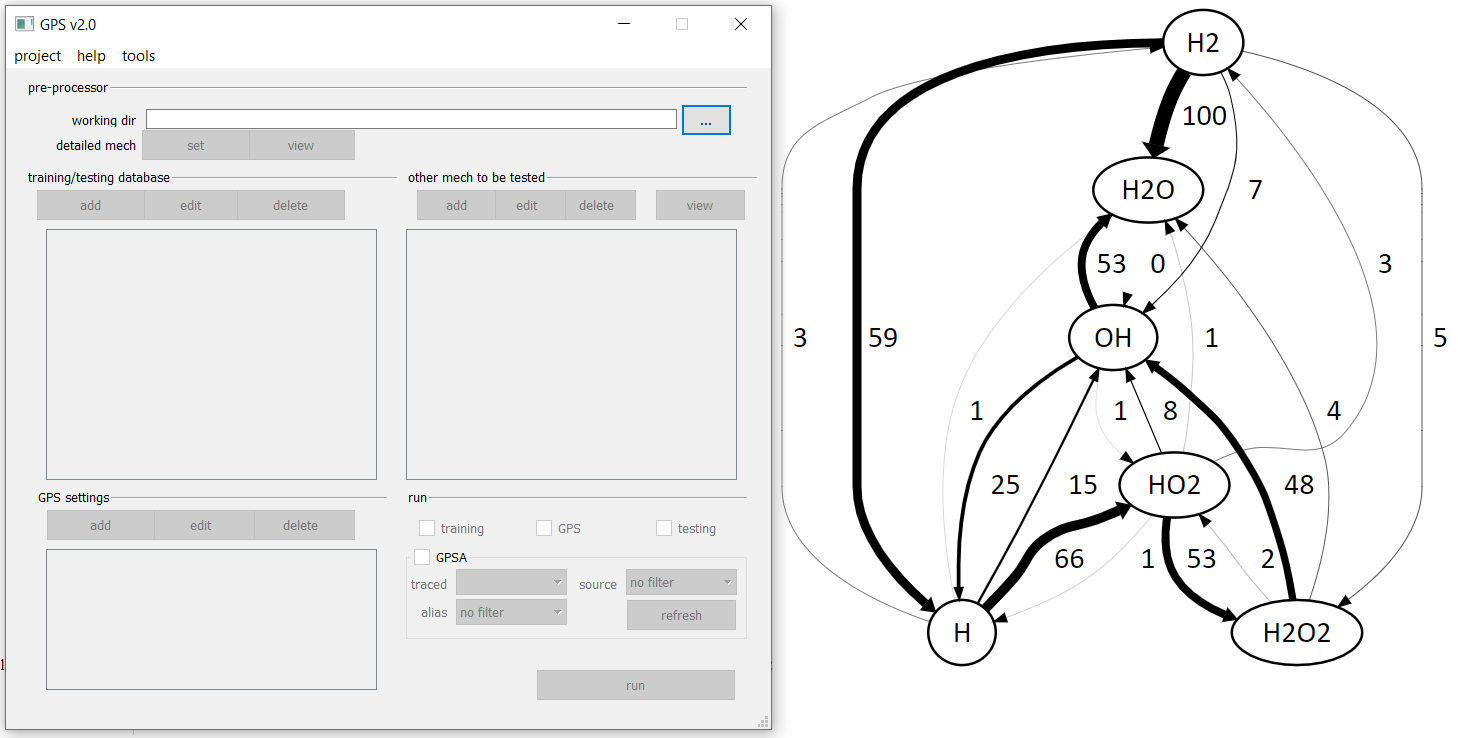 GPS v2.0
project help tools
pre-processor
working dir ...
detailed mech set view
training/testing database
add edit delete
other mech to be tested
add edit delete view
GPS settings
add edit delete
run
training GPS testing
GPSA
traced source no filter
alias no filter refresh
run
H2
100
H2O
7
3
53 0
OH
3 59 1 5
1 1 8 4
25 15 HO2 48
66 1 53 2
H H2O2